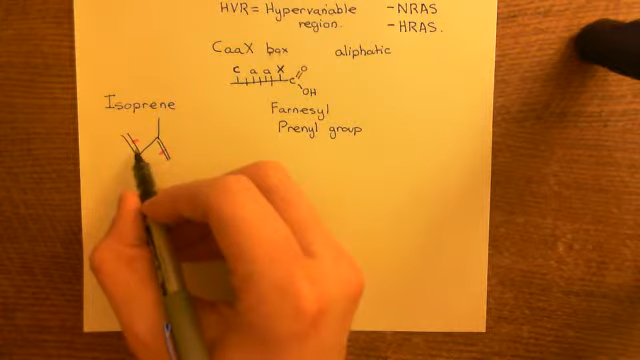 HVR = Hypervariable region.
-NRAS
-HRAS.
CaaX box aliphatic
C a a X
C O
OH
Isoprene
Farnesyl
Prenyl group